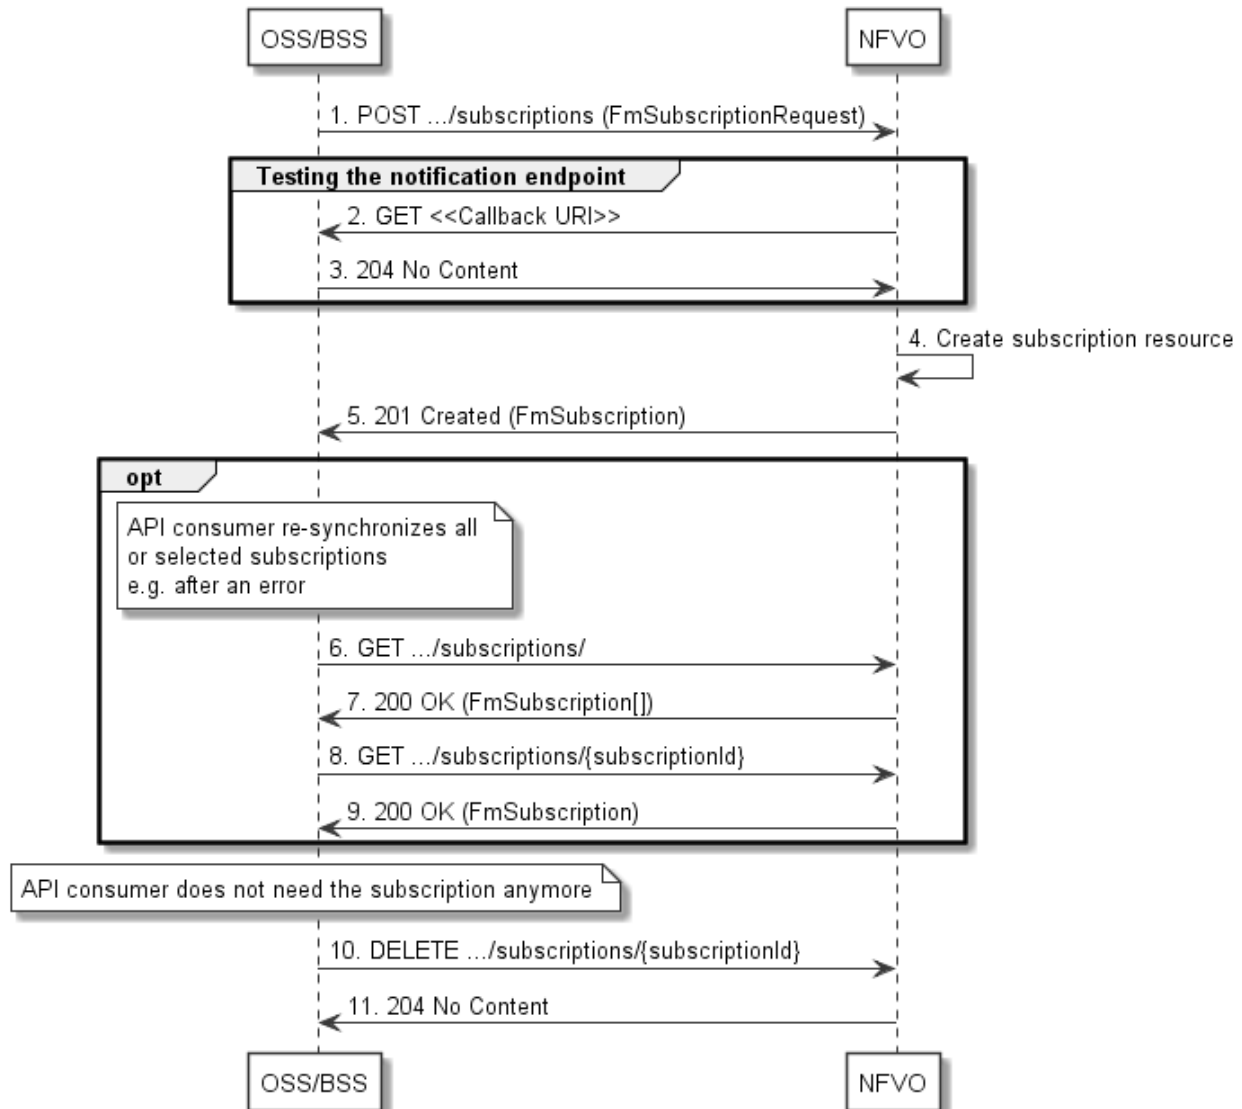 OSS/BSS
NFVO
1. POST .../subscriptions (FmSubscriptionRequest)
Testing the notification endpoint
2. GET <<Callback URI>>
3. 204 No Content
4. Create subscription resource
5. 201 Created (FmSubscription)
opt
API consumer re-synchronizes all
or selected subscriptions
e.g. after an error
6. GET .../subscriptions/
7. 200 OK (FmSubscription[])
8. GET .../subscriptions/{subscriptionId}
9. 200 OK (FmSubscription)
API consumer does not need the subscription anymore
10. DELETE .../subscriptions/{subscriptionId}
11. 204 No Content
OSS/BSS
NFVO